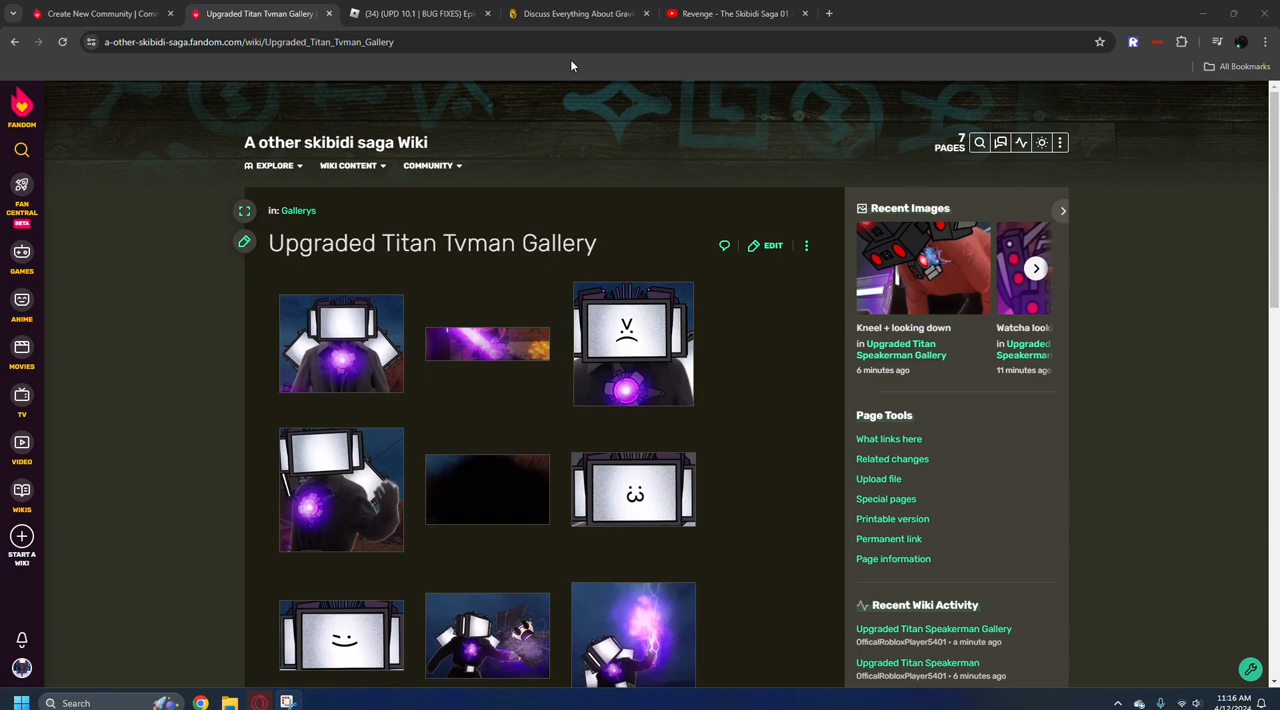 Create New Community | Com
Upgraded Titan Tvman Gallery |
(34) (UPD 10.1 | BUG FIXES) Epi
Discuss Everything About Grave
Revenge - The Skibidi Saga 01 -
a-other-skibidi-saga.fandom.com/wiki/Upgraded_Titan_Tvman_Gallery
All Bookmarks
FANDOM
FAN
CENTRAL
BETA
GAMES
ANIME
MOVIES
TV
VIDEO
WIKIS
START A
WIKI
A other skibidi saga Wiki
EXPLORE
WIKI CONTENT
COMMUNITY
7
PAGES
in: Gallerys
Upgraded Titan Tvman Gallery
EDIT
Recent Images
Kneel + looking down
in Upgraded Titan
Speakerman Gallery
6 minutes ago
Watcha look
in Upgraded
Speakerman
11 minutes ago
Page Tools
What links here
Related changes
Upload file
Special pages
Printable version
Permanent link
Page information
Recent Wiki Activity
Upgraded Titan Speakerman Gallery
OfficalRobloxPlayer5401 • a minute ago
Upgraded Titan Speakerman
OfficalRobloxPlayer5401 • 6 minutes ago
Search
11:16 AM
4/12/2024